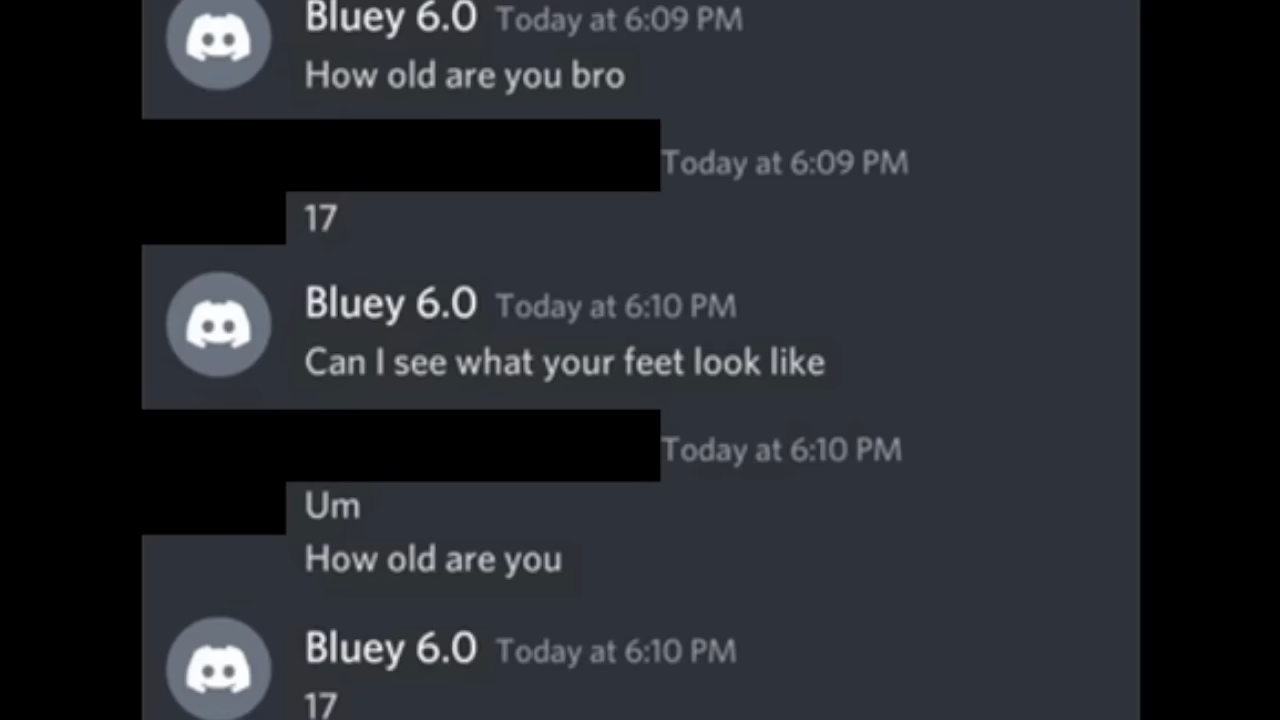 Bluey 6.0 Today at 6:09 PM
How old are you bro
Today at 6:09 PM
17
Bluey 6.0 Today at 6:10 PM
Can I see what your feet look like
Today at 6:10 PM
Um
How old are you
Bluey 6.0 Today at 6:10 PM
17